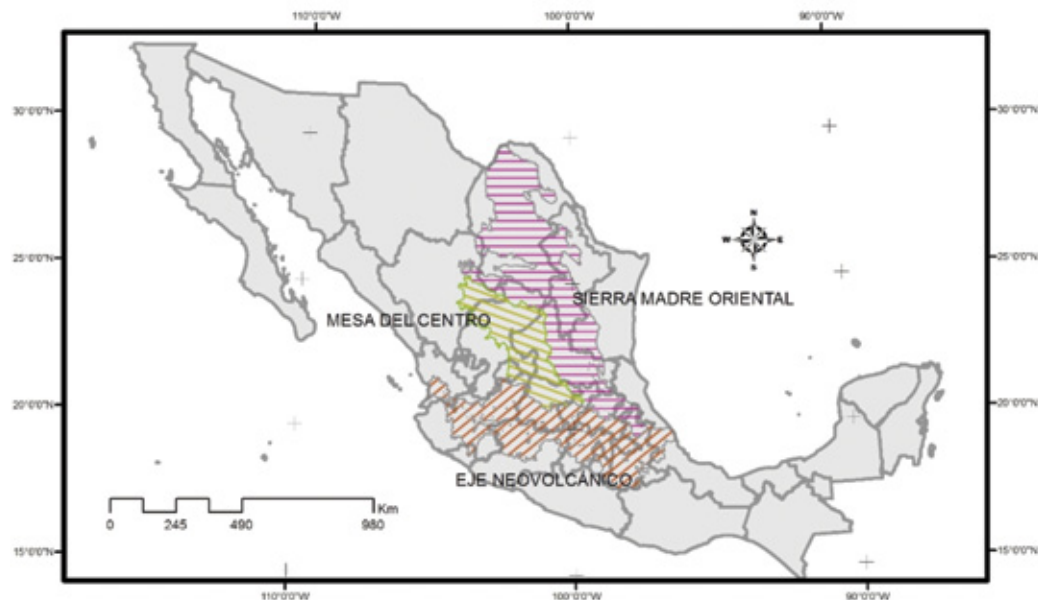 110°0'0"W 100°0'0"W 90°0'0"W
30°0'0"N 30°0'0"N
N
W E
S
25°0'0"N 25°0'0"N
SIERRA MADRE ORIENTAL
MESA DEL CENTRO
20°0'0"N 20°0'0"N
EJE NEOVOLCÁNICO
Km
0 245 490 980
15°0'0"N 15°0'0"N
110°0'0"W 100°0'0"W 90°0'0"W